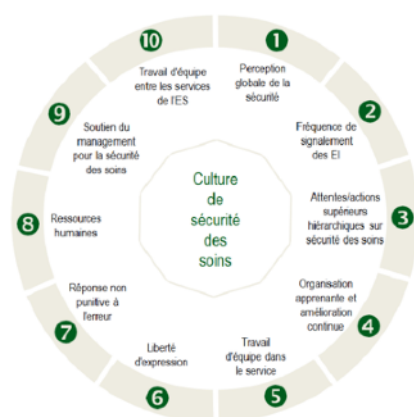 1
Perception
globale de la
sécurité
2
Fréquence de
signalement
des EI
3
Attentes/actions
supérieurs
hiérarchiques sur
sécurité des soins
4
Organisation
apprenante et
amélioration
continue
5
Travail
d'équipe dans
le service
6
Liberté
d'expression
7
Réponse non
punitive à
l'erreur
8
Ressources
humaines
9
Soutien du
management
pour la sécurité
des soins
10
Travail d'équipe
entre les services
de l'ES
Culture
de
sécurité
des
soins